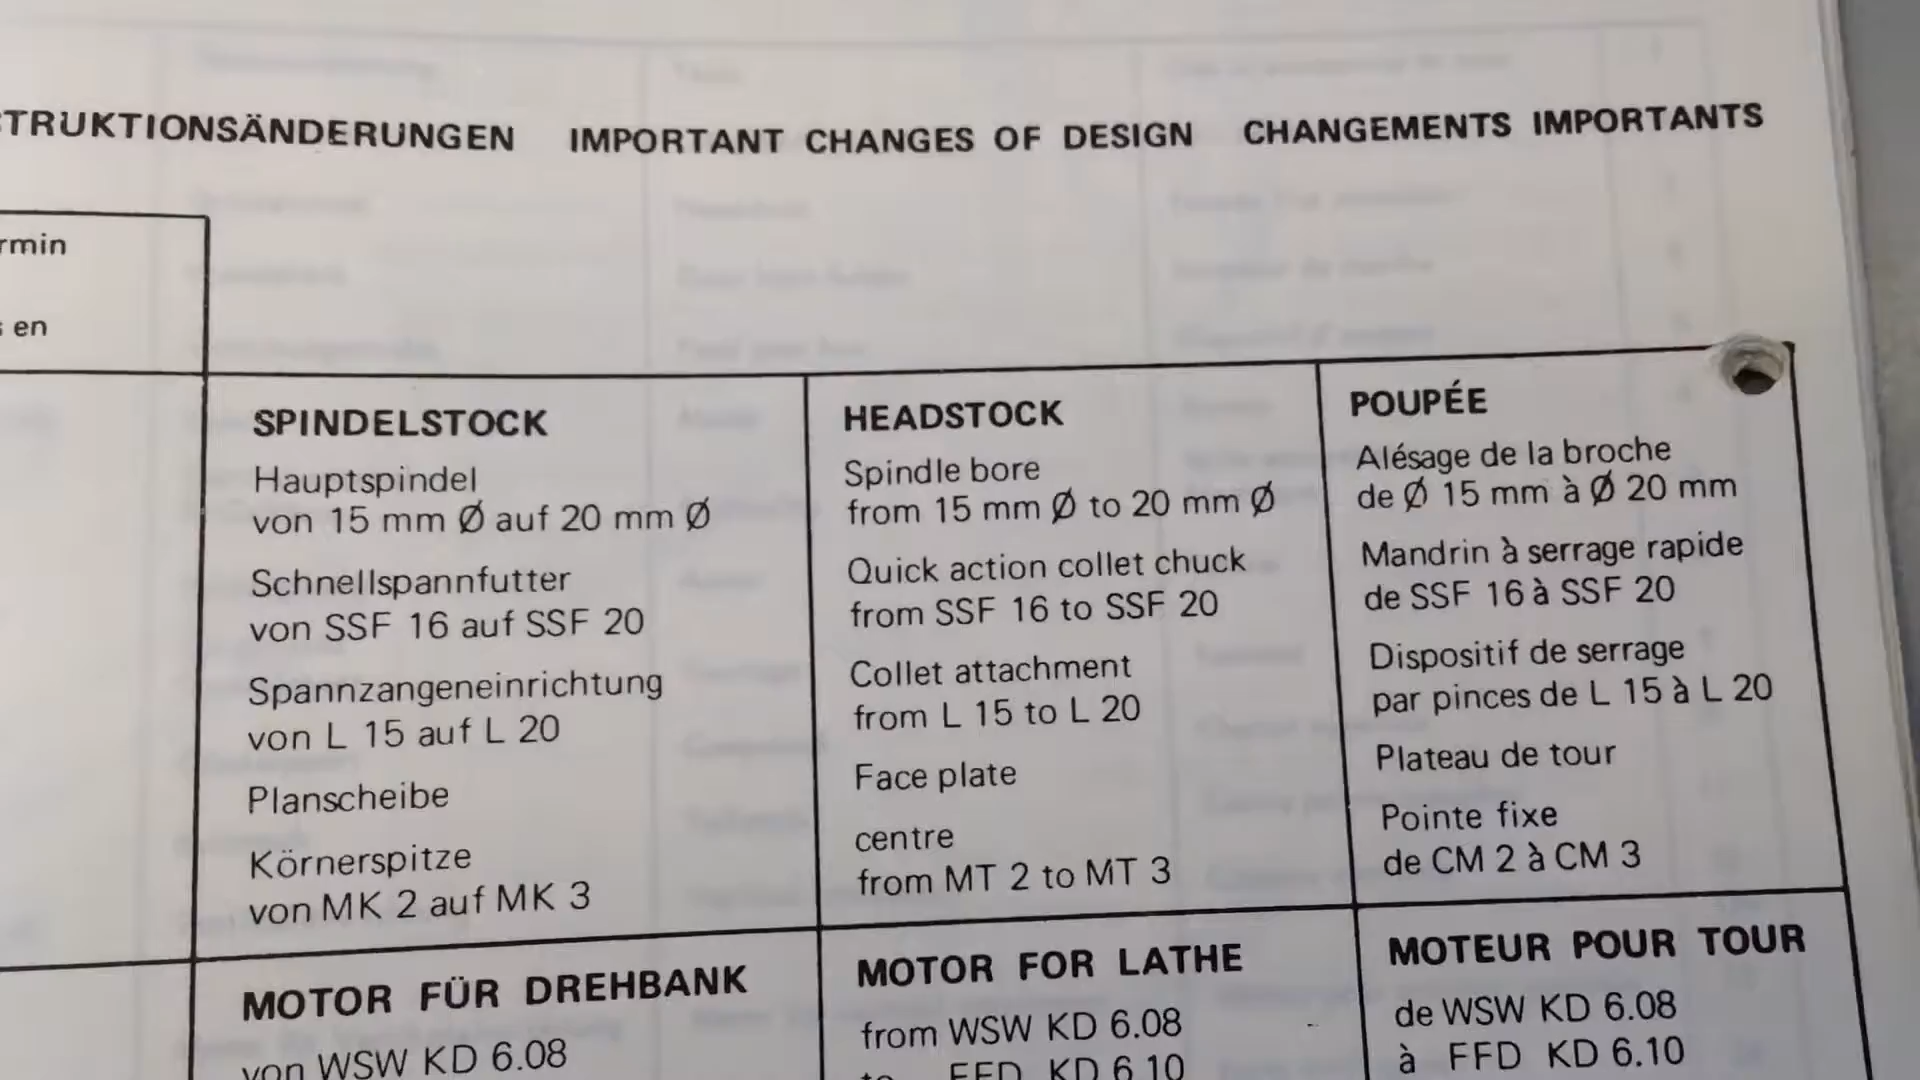 STRUKTIONSÄNDERUNGEN IMPORTANT CHANGES OF DESIGN CHANGEMENTS IMPORTANTS
rmin
s en
SPINDELSTOCK
Hauptspindel
von 15 mm Ø auf 20 mm Ø
Schnellspannfutter
von SSF 16 auf SSF 20
Spannzangeneinrichtung
von L 15 auf L 20
Planscheibe
Körnerspitze
von MK 2 auf MK 3
HEADSTOCK
Spindle bore
from 15 mm Ø to 20 mm Ø
Quick action collet chuck
from SSF 16 to SSF 20
Collet attachment
from L 15 to L 20
Face plate
centre
from MT 2 to MT 3
POUPÉE
Alésage de la broche
de Ø 15 mm à Ø 20 mm
Mandrin à serrage rapide
de SSF 16 à SSF 20
Dispositif de serrage
par pinces de L 15 à L 20
Plateau de tour
Pointe fixe
de CM 2 à CM 3
MOTOR FÜR DREHBANK
von WSW KD 6.08
MOTOR FOR LATHE
from WSW KD 6.08
to FFD KD 6.10
MOTEUR POUR TOUR
de WSW KD 6.08
à FFD KD 6.10